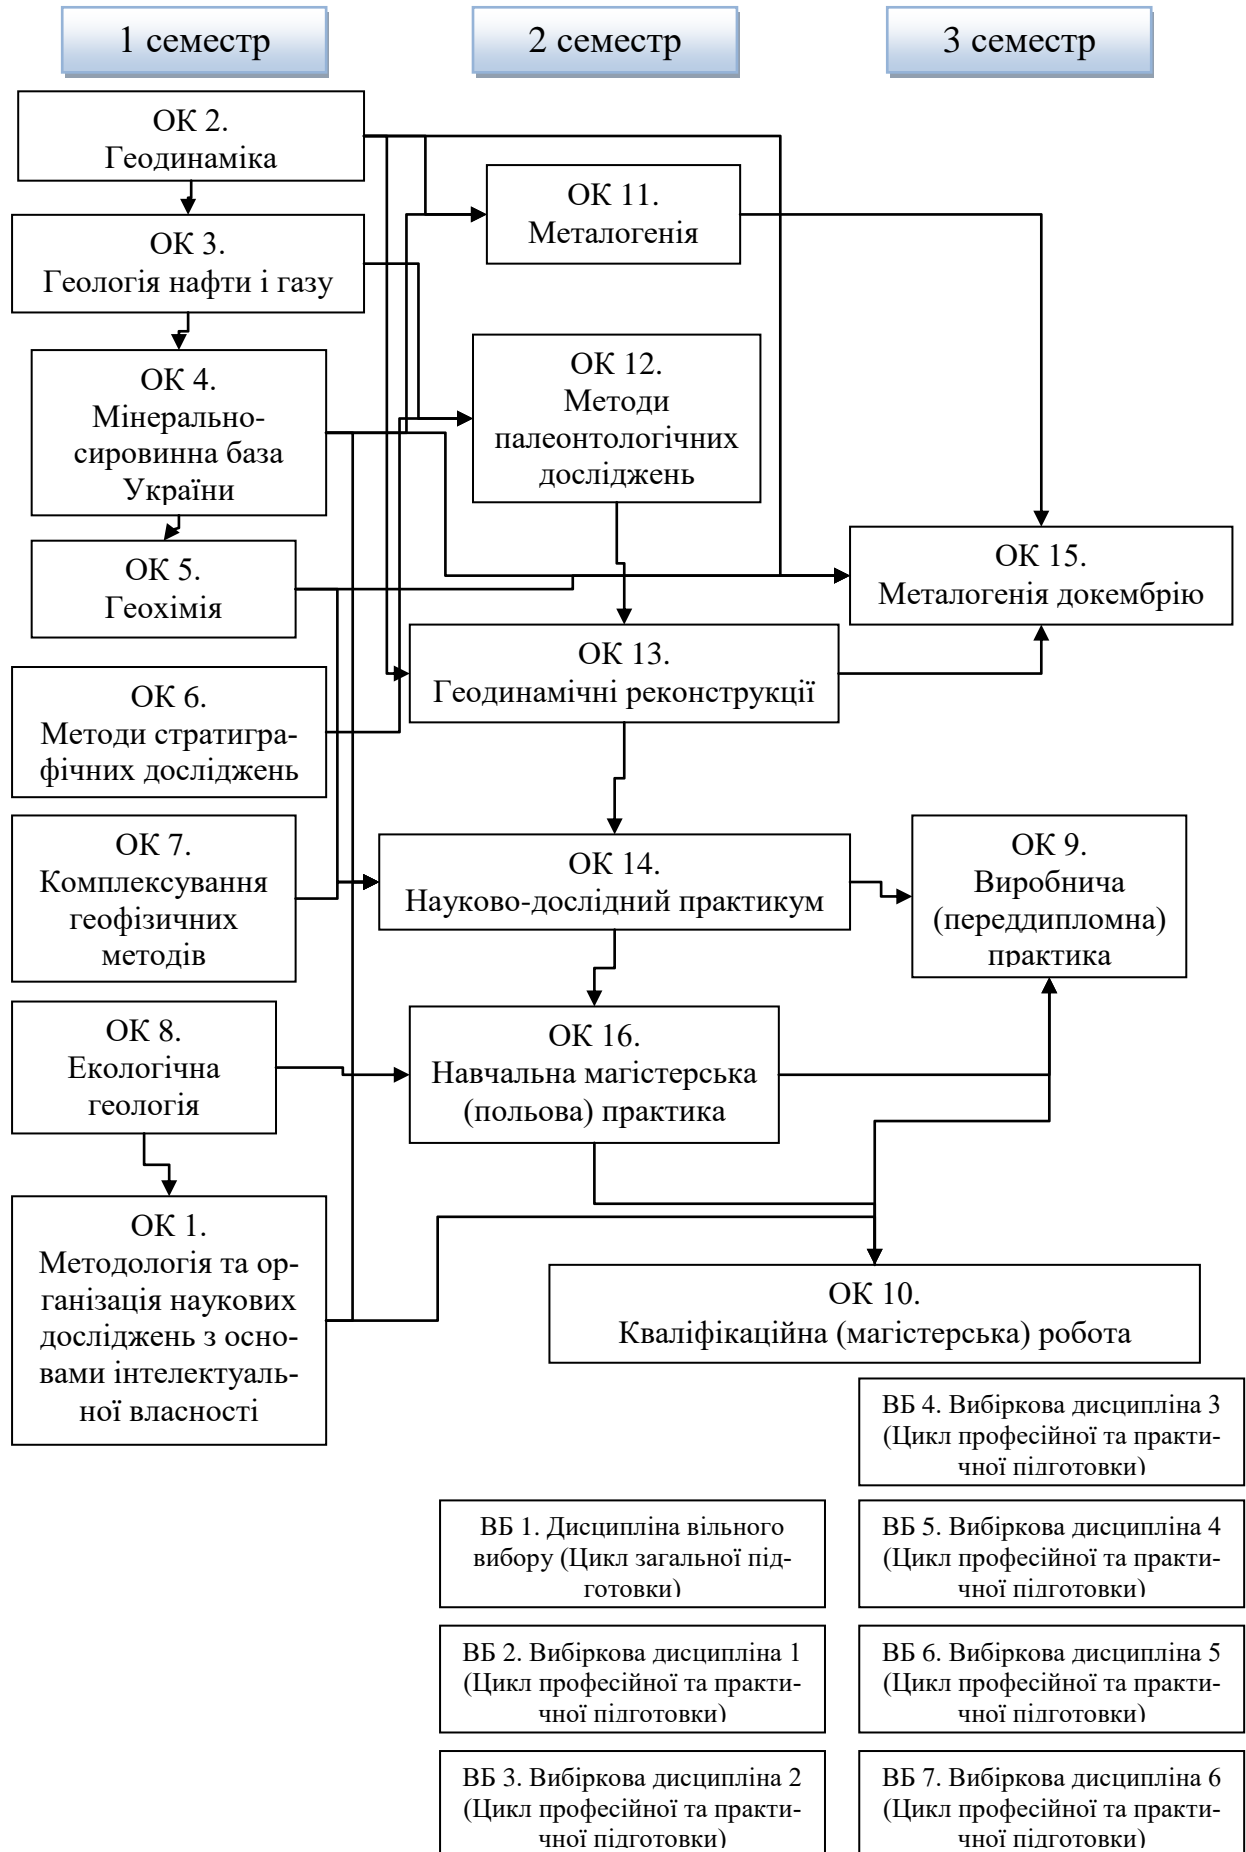 1 семестр
2 семестр
3 семестр
ОК 2.
Геодинаміка
ОК 3.
Геологія нафти і газу
ОК 4.
Мінерально-
сировинна база
України
ОК 5.
Геохімія
ОК 6.
Методи стратигра-
фічних досліджень
ОК 7.
Комплексування
геофізичних
методів
ОК 8.
Екологічна
геологія
ОК 1.
Методологія та ор-
ганізація наукових
досліджень з осно-
вами інтелектуаль-
ної власності
ОК 11.
Металогенія
ОК 12.
Методи
палеонтологічних
досліджень
ОК 13.
Геодинамічні реконструкції
ОК 14.
Науково-дослідний практикум
ОК 16.
Навчальна магістерська
(польова) практика
ОК 15.
Металогенія докембрію
ОК 9.
Виробнича
(переддипломна)
практика
ОК 10.
Кваліфікаційна (магістерська) робота
ВБ 1. Дисципліна вільного
вибору (Цикл загальної під-
готовки)
ВБ 2. Вибіркова дисципліна 1
(Цикл професійної та практи-
чної підготовки)
ВБ 3. Вибіркова дисципліна 2
(Цикл професійної та практи-
чної підготовки)
ВБ 4. Вибіркова дисципліна 3
(Цикл професійної та практи-
чної підготовки)
ВБ 5. Вибіркова дисципліна 4
(Цикл професійної та практи-
чної підготовки)
ВБ 6. Вибіркова дисципліна 5
(Цикл професійної та практи-
чної підготовки)
ВБ 7. Вибіркова дисципліна 6
(Цикл професійної та практи-
чної підготовки)